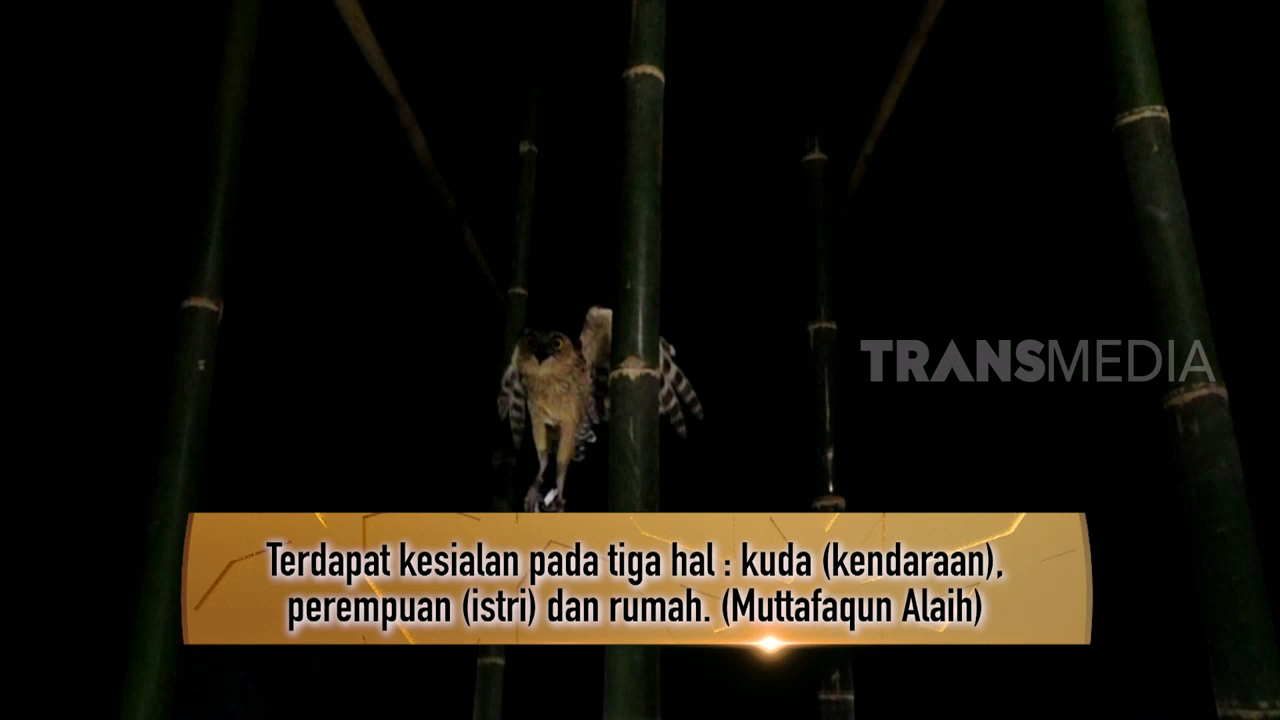 TRANSMEDIA
Terdapat kesialan pada tiga hal : kuda (kendaraan),
perempuan (istri) dan rumah. (Muttafaqun Alaih)